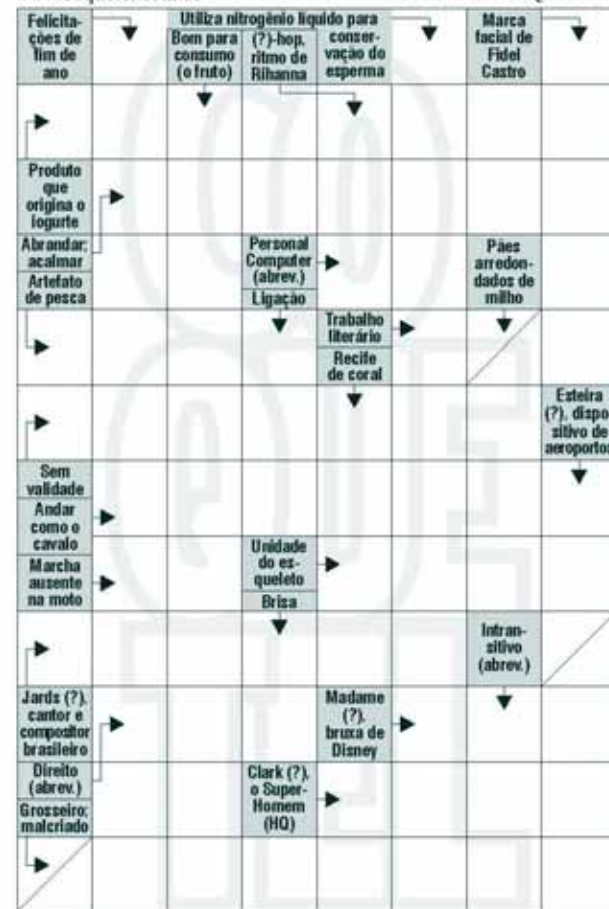 Felicita-
ções de
fim de
ano
Utiliza nitrogênio líquido para
conser-
vação do
esperma
Bom para
consumo
(o fruto)
(?)-hop,
ritmo de
Rihanna
Marca
facial de
Fidel
Castro
Produto
que
origina o
iogurte
Abrandar;
acalmar
Artefato
de pesca
Personal
Computer
(abrev.)
Ligação
Pães
arredon-
dados de
milho
Trabalho
literário
Recife
de coral
Esteira
(?), dispo
sitivo de
aeroportos
Sem
validade
Andar
como o
cavalo
Marcha
ausente
na moto
Unidade
do es-
queleto
Brisa
Intran-
sitivo
(abrev.)
Jards (?),
cantor e
compositor
brasileiro
Direito
(abrev.)
Grosseiro;
malcriado
Madame
(?),
bruxa de
Disney
Clark (?),
o Super-
Homem
(HQ)